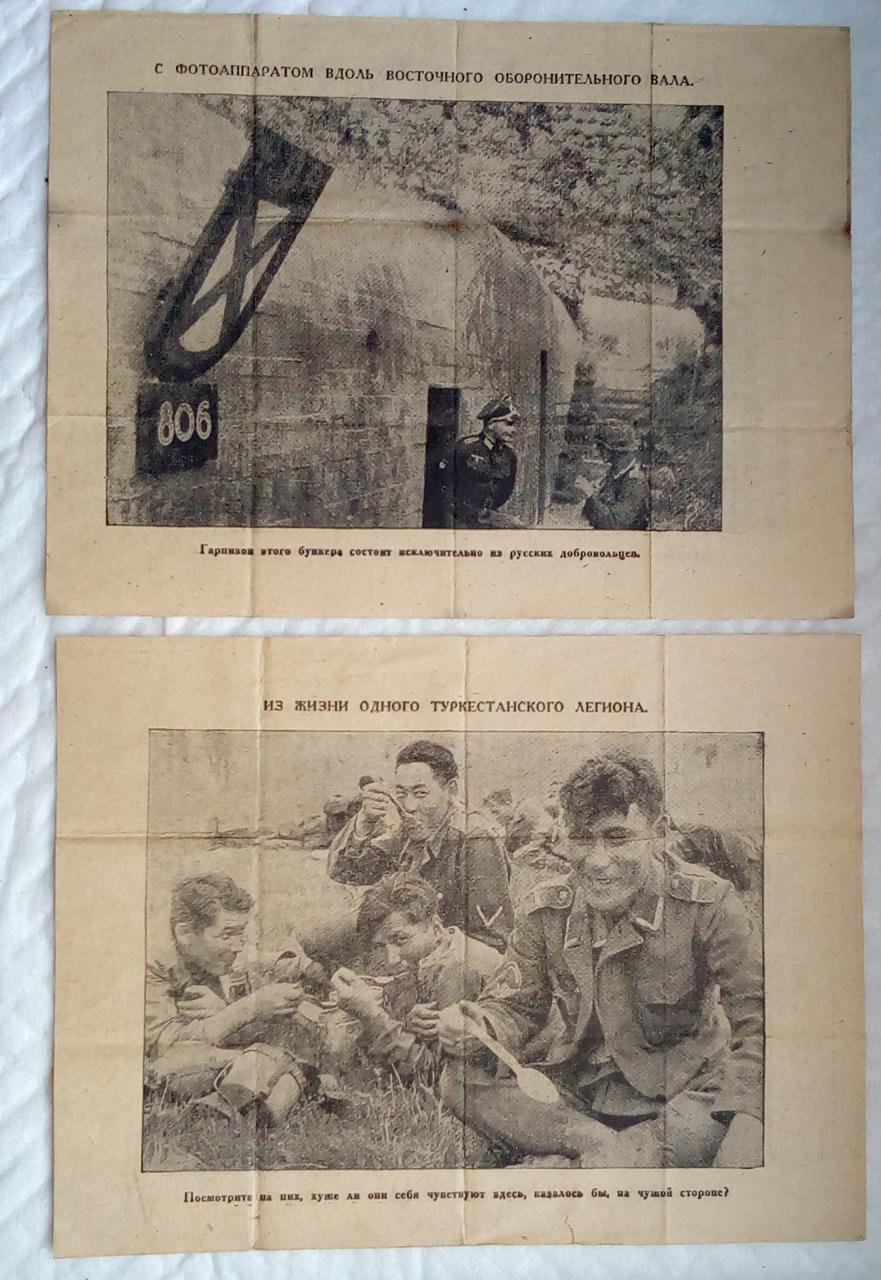 С ФОТОАППАРАТОМ ВДОЛЬ ВОСТОЧНОГО ОБОРОНИТЕЛЬНОГО ВАЛА.
806
Гарнизон этого бункера состоит исключительно из русских добровольцев.
ИЗ ЖИЗНИ ОДНОГО ТУРКЕСТАНСКОГО ЛЕГИОНА.
Посмотрите на них, хуже ли они себя чувствуют здесь, казалось бы, на чужой стороне?